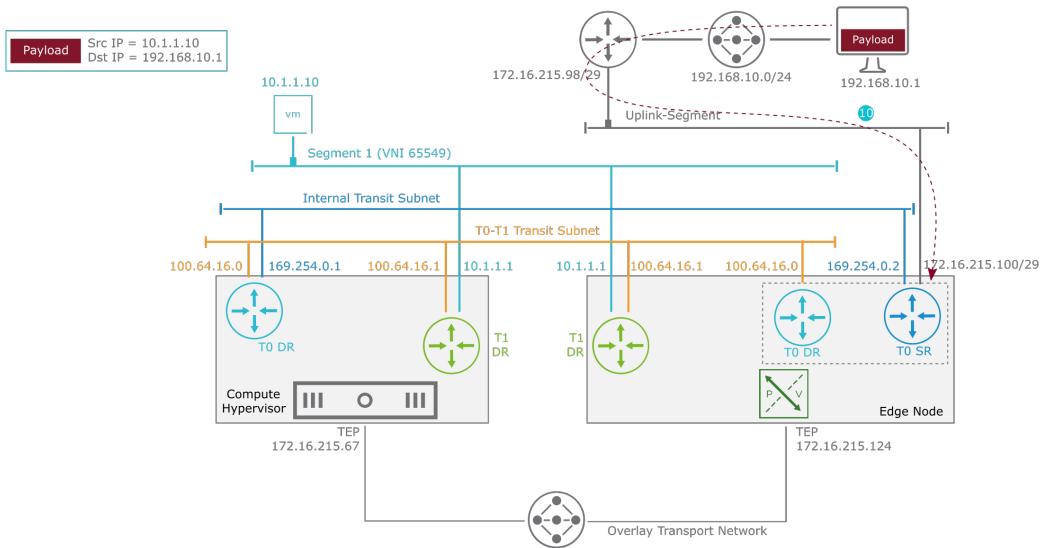 Payload
Src IP = 10.1.1.10
Dst IP = 192.168.10.1
Payload
172.16.215.98/29
192.168.10.0/24
192.168.10.1
10.1.1.10
vm
Uplink-Segment
10
Segment 1 (VNI 65549)
Internal Transit Subnet
T0-T1 Transit Subnet
100.64.16.0
169.254.0.1
100.64.16.1
10.1.1.1
10.1.1.1
100.64.16.1
100.64.16.0
169.254.0.2
172.16.215.100/29
T0 DR
T1
DR
T1
DR
T0 DR
T0 SR
Compute
Hypervisor
P
V
Edge Node
TEP
172.16.215.67
TEP
172.16.215.124
Overlay Transport Network